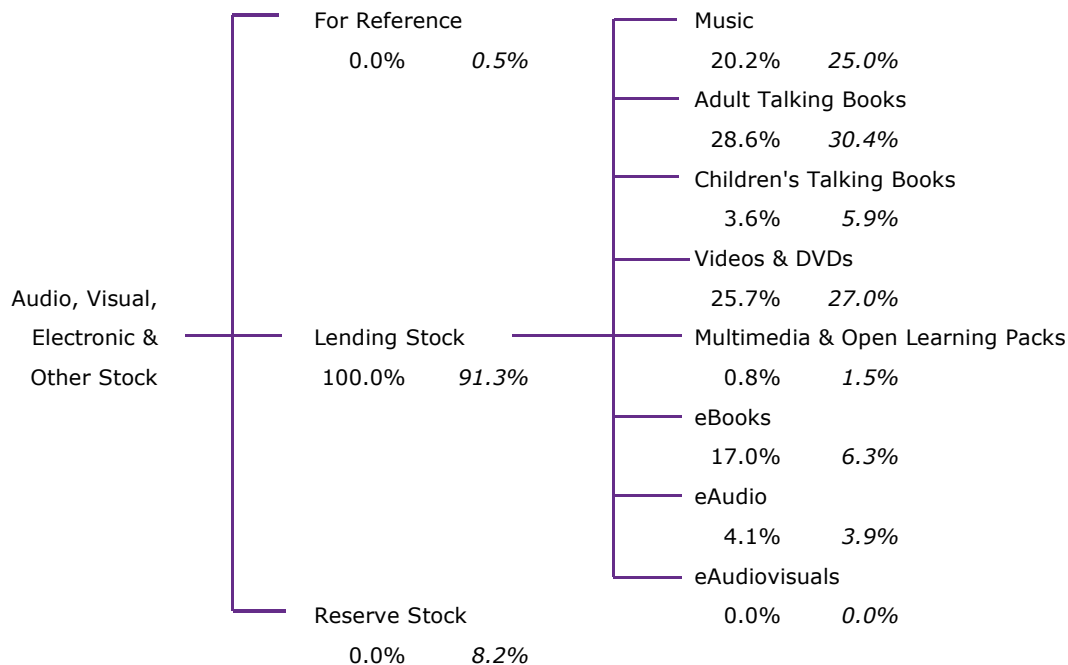 For Reference
0.0% 0.5%
Audio, Visual,
Electronic &
Other Stock
Lending Stock
100.0% 91.3%
Reserve Stock
0.0% 8.2%
Music
20.2% 25.0%
Adult Talking Books
28.6% 30.4%
Children's Talking Books
3.6% 5.9%
Videos & DVDs
25.7% 27.0%
Multimedia & Open Learning Packs
0.8% 1.5%
eBooks
17.0% 6.3%
eAudio
4.1% 3.9%
eAudiovisuals
0.0% 0.0%